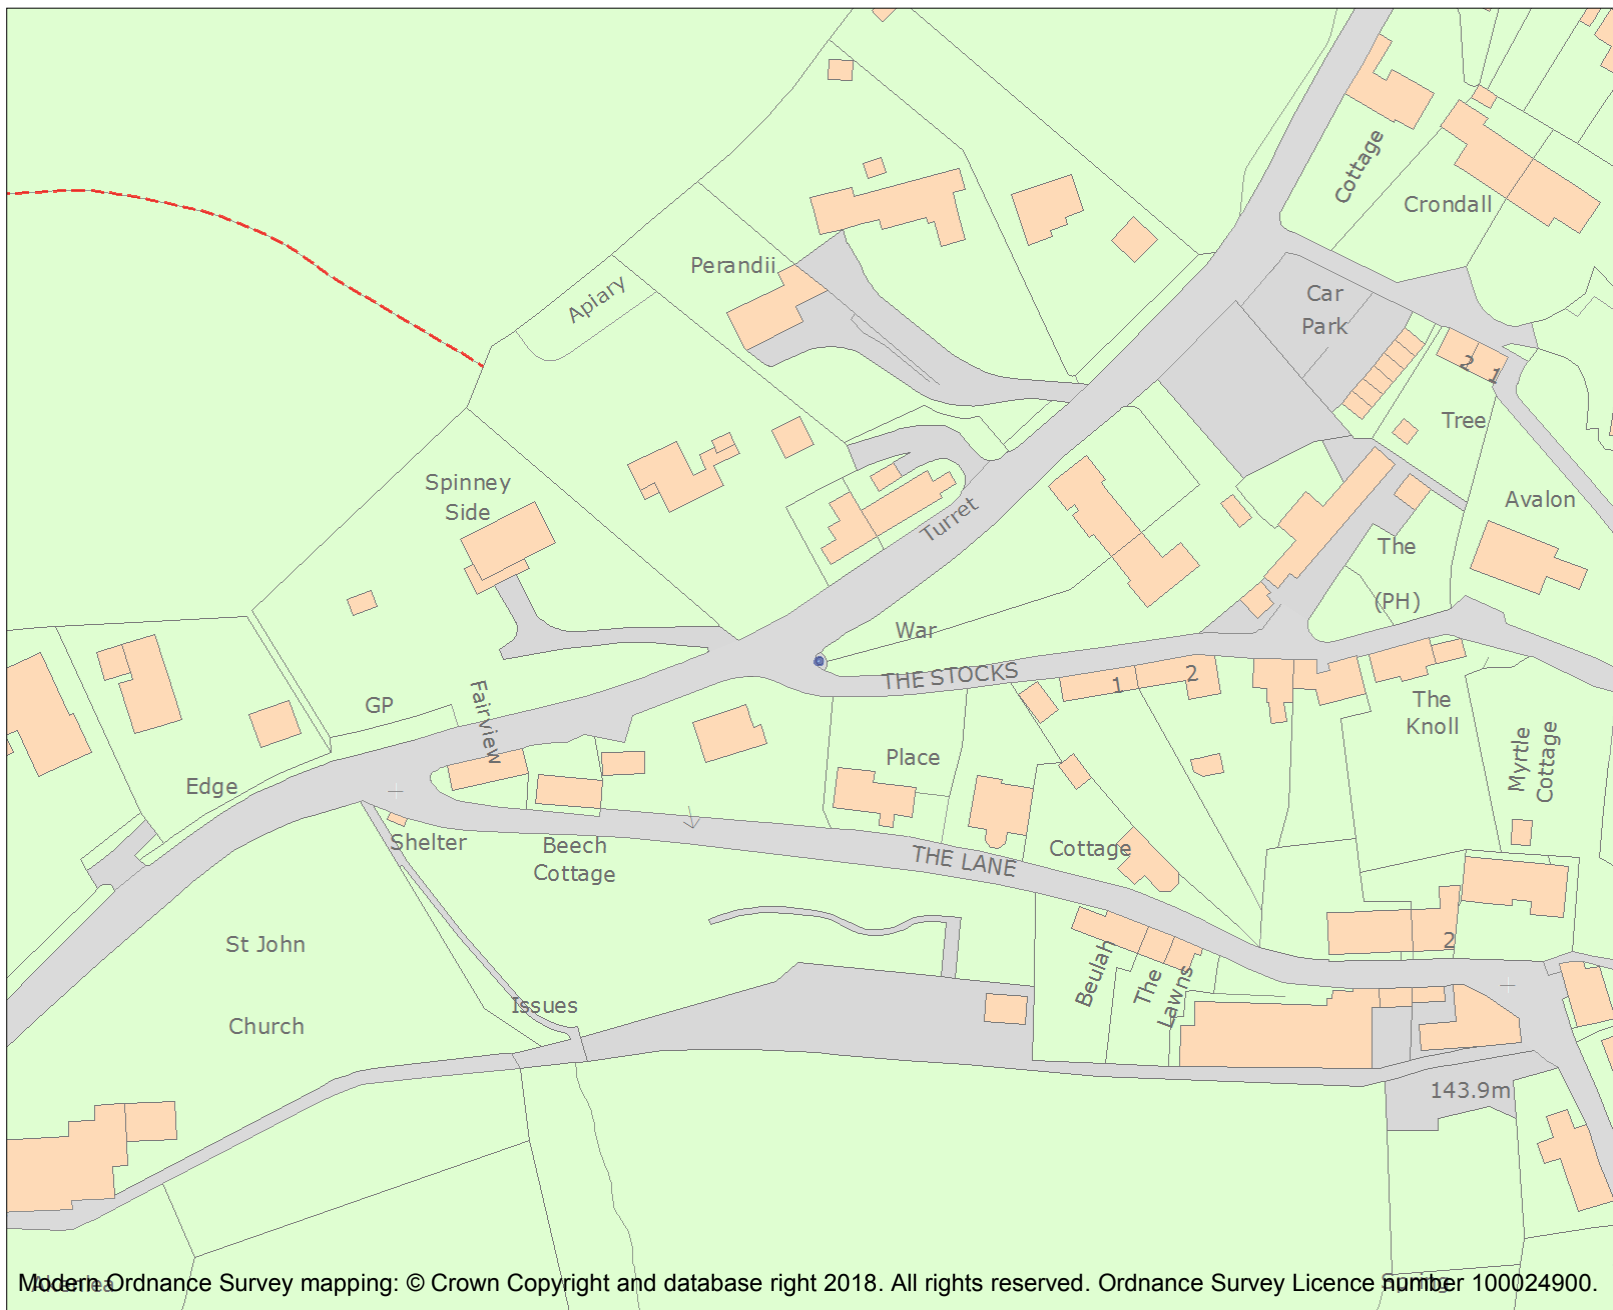 Cottage
Crondall
Perandii
Apiary
Car
Park
2
1
Tree
Spinney
Side
Avalon
Turret
The
(PH)
War
THE STOCKS
1
2
GP
Fairview
The
Knoll
Myrtle
Cottage
Place
Edge
Shelter
Beech
Cottage
THE LANE
Cottage
St John
2
Beulah
The
Lawns
Issues
Church
143.9m
Akenlea
Spring
Modern Ordnance Survey mapping: © Crown Copyright and database right 2018. All rights reserved. Ordnance Survey Licence number 100024900.